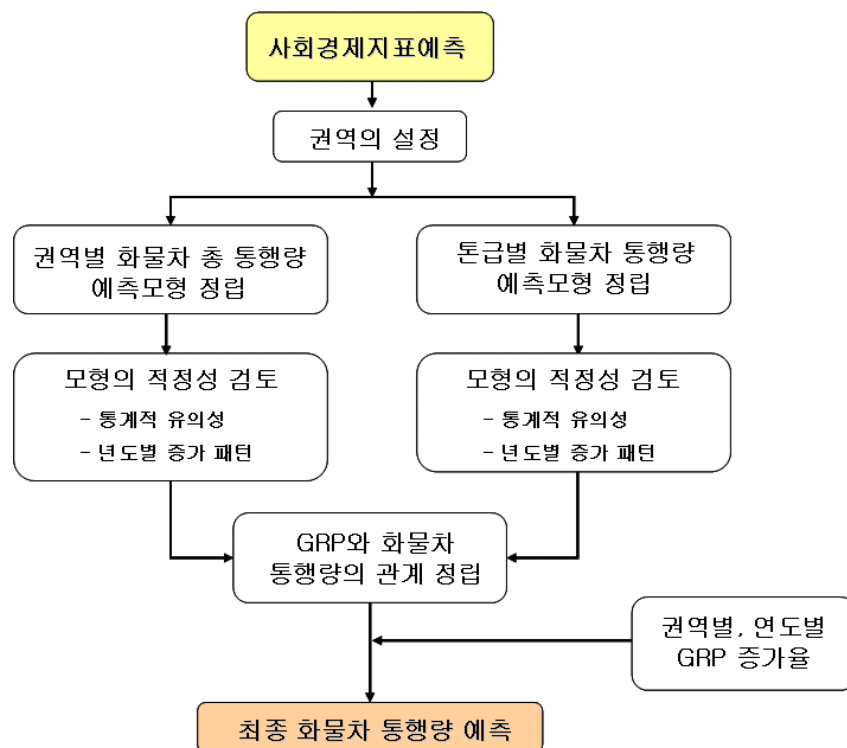 사회경제지표예측
권역의 설정
권역별 화물차 총 통행량
예측모형 정립
톤급별 화물차 통행량
예측모형 정립
모형의 적정성 검토
- 통계적 유의성
- 년도별 증가 패턴
모형의 적정성 검토
- 통계적 유의성
- 년도별 증가 패턴
GRP와 화물차
통행량의 관계 정립
권역별, 연도별
GRP 증가율
최종 화물차 통행량 예측